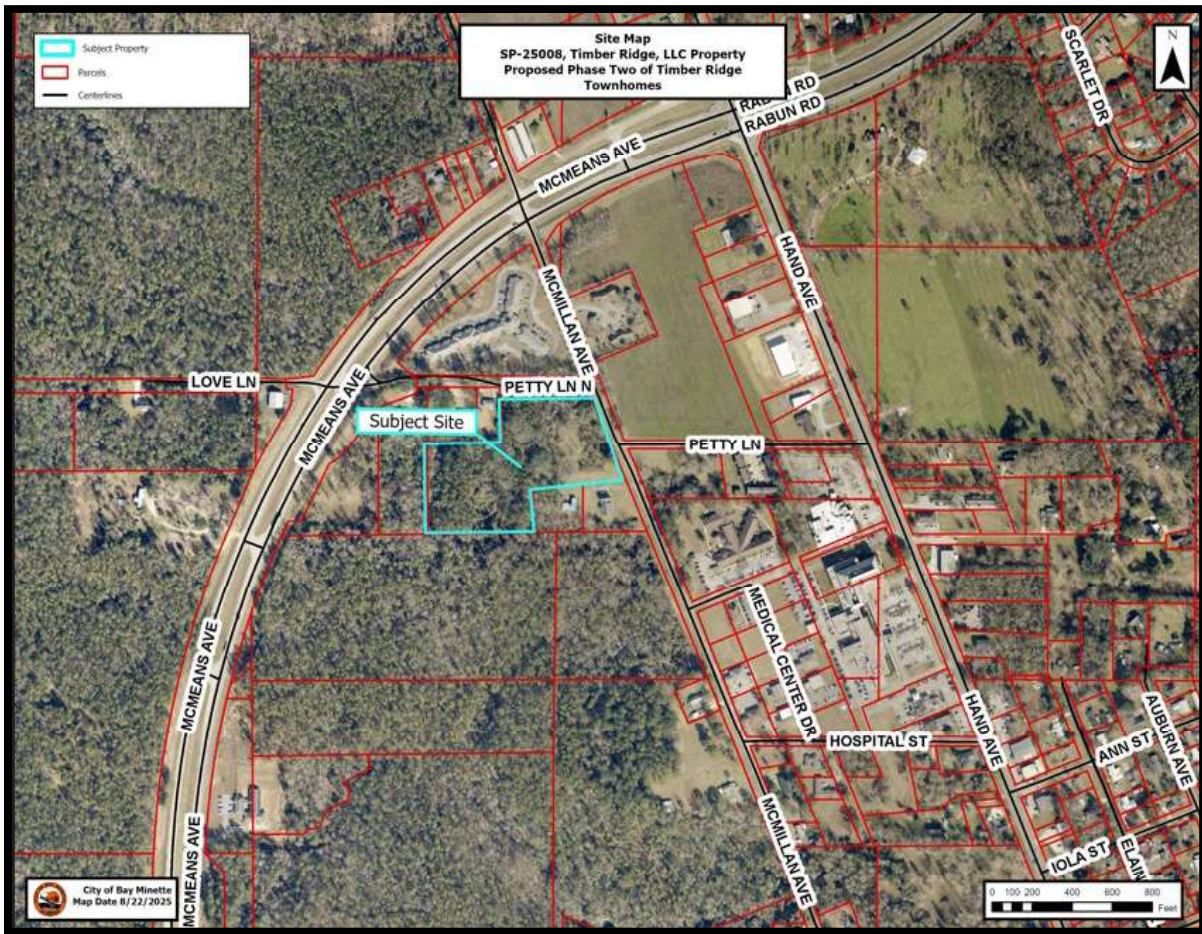 Subject Property
Parcels
Centerlines
Site Map
SP-25008, Timber Ridge, LLC Property
Proposed Phase Two of Timber Ridge
Townhomes
N
SCARLET DR
RABUN RD
RABUN RD
MCMEANS AVE
HAND AVE
MCMILLAN AVE
LOVE LN
PETTY LN N
MCMEANS AVE
Subject Site
PETTY LN
MCMEANS AVE
MEDICAL CENTER DR
HAND AVE
AUBURN AVE
ANN ST
HOSPITAL ST
MCMILLAN AVE
IOLA ST
ELAIN
MCMEANS AVE
City of Bay Minette
Map Date 8/22/2025
0 100 200 400 600 800
Feet